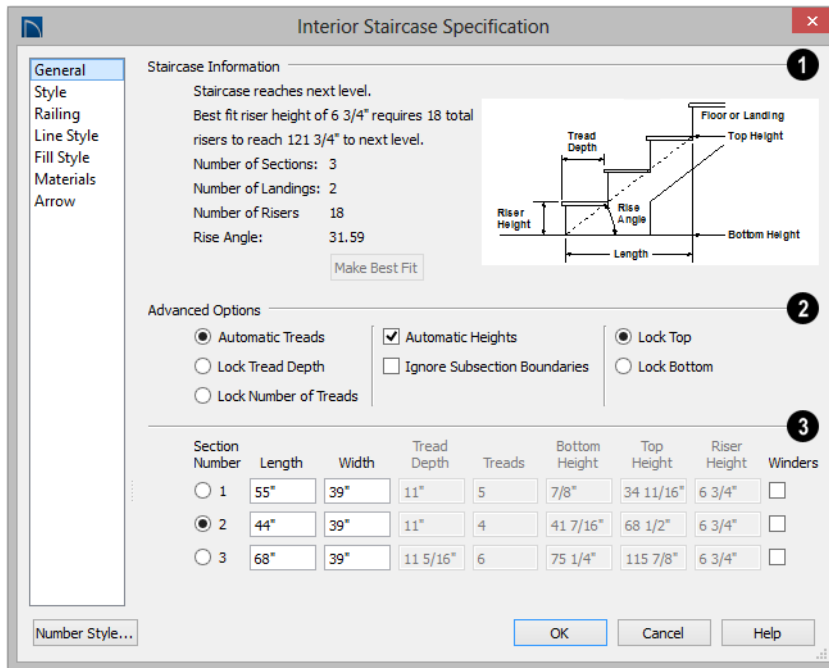 Interior Staircase Specification
×
General
Style
Railing
Line Style
Fill Style
Materials
Arrow
Staircase Information
1
Staircase reaches next level.
Best fit riser height of 6 3/4" requires 18 total
risers to reach 121 3/4" to next level.
Number of Sections: 3
Number of Landings: 2
Number of Risers 18
Rise Angle: 31.59
Make Best Fit
Floor or Landing
Tread
Depth
Top Height
Riser
Height
Rise
Angle
Bottom Height
Length
Advanced Options
2
Automatic Treads
Automatic Heights
Lock Top
Lock Tread Depth
Ignore Subsection Boundaries
Lock Bottom
Lock Number of Treads
3
Section Number Length Width Tread Depth Treads Bottom Height Top Height Riser Height Winders
1 55" 39" 11" 5 7/8" 34 11/16" 6 3/4"
2 44" 39" 11" 4 41 7/16" 68 1/2" 6 3/4"
3 68" 39" 11 5/16" 6 75 1/4" 115 7/8" 6 3/4"
Number Style...
OK
Cancel
Help